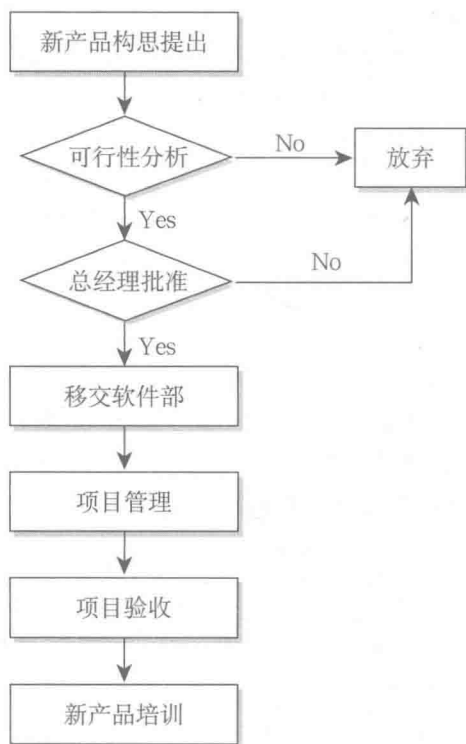 新产品构思提出
可行性分析
No
放弃
Yes
总经理批准
No
Yes
移交软件部
项目管理
项目验收
新产品培训